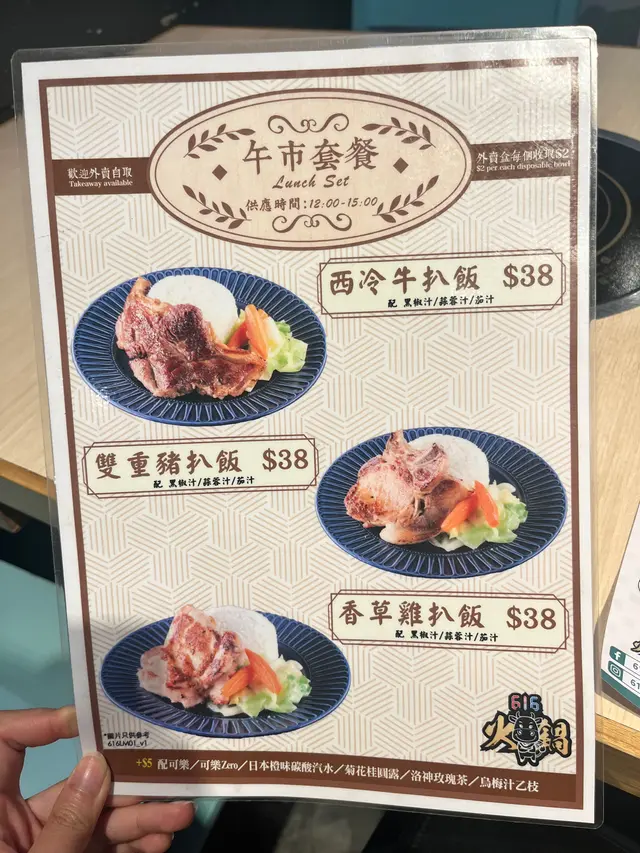 午市套餐
Lunch Set
供應時間：12:00-15:00
歡迎外賣自取
Takeaway available
外賣盒每個收取$2
$2 per each disposable bowl
西冷牛扒飯 $38
配 黑椒汁/蒜蓉汁/茄汁
雙重豬扒飯 $38
配 黑椒汁/蒜蓉汁/茄汁
香草雞扒飯 $38
配 黑椒汁/蒜蓉汁/茄汁
*圖片只供參考
616LM01_v1
616
火鍋
+$5 配可樂／可樂Zero／日本橙味碳酸汽水／菊花桂圓露／洛神玫瑰茶／烏梅汁乙枝